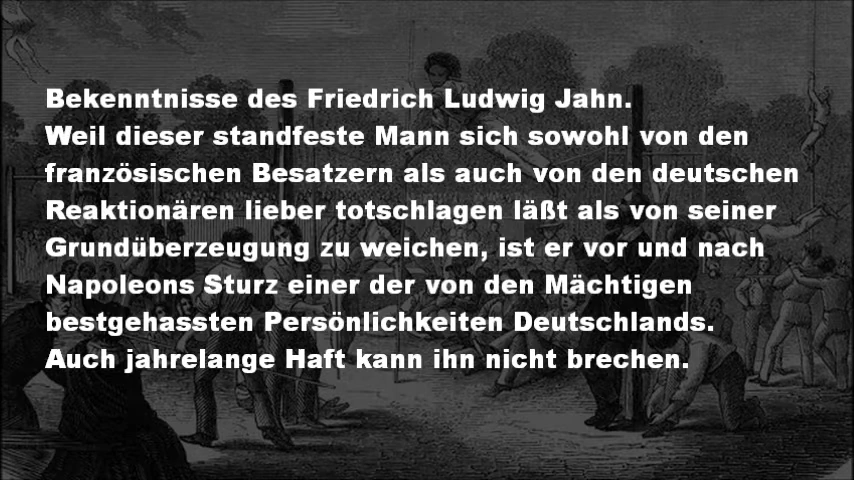 Bekenntnisse des Friedrich Ludwig Jahn.
Weil dieser standfeste Mann sich sowohl von den
französischen Besatzern als auch von den deutschen
Reaktionären lieber totschlagen läßt als von seiner
Grundüberzeugung zu weichen, ist er vor und nach
Napoleons Sturz einer der von den Mächtigen
bestgehassten Persönlichkeiten Deutschlands.
Auch jahrelange Haft kann ihn nicht brechen.